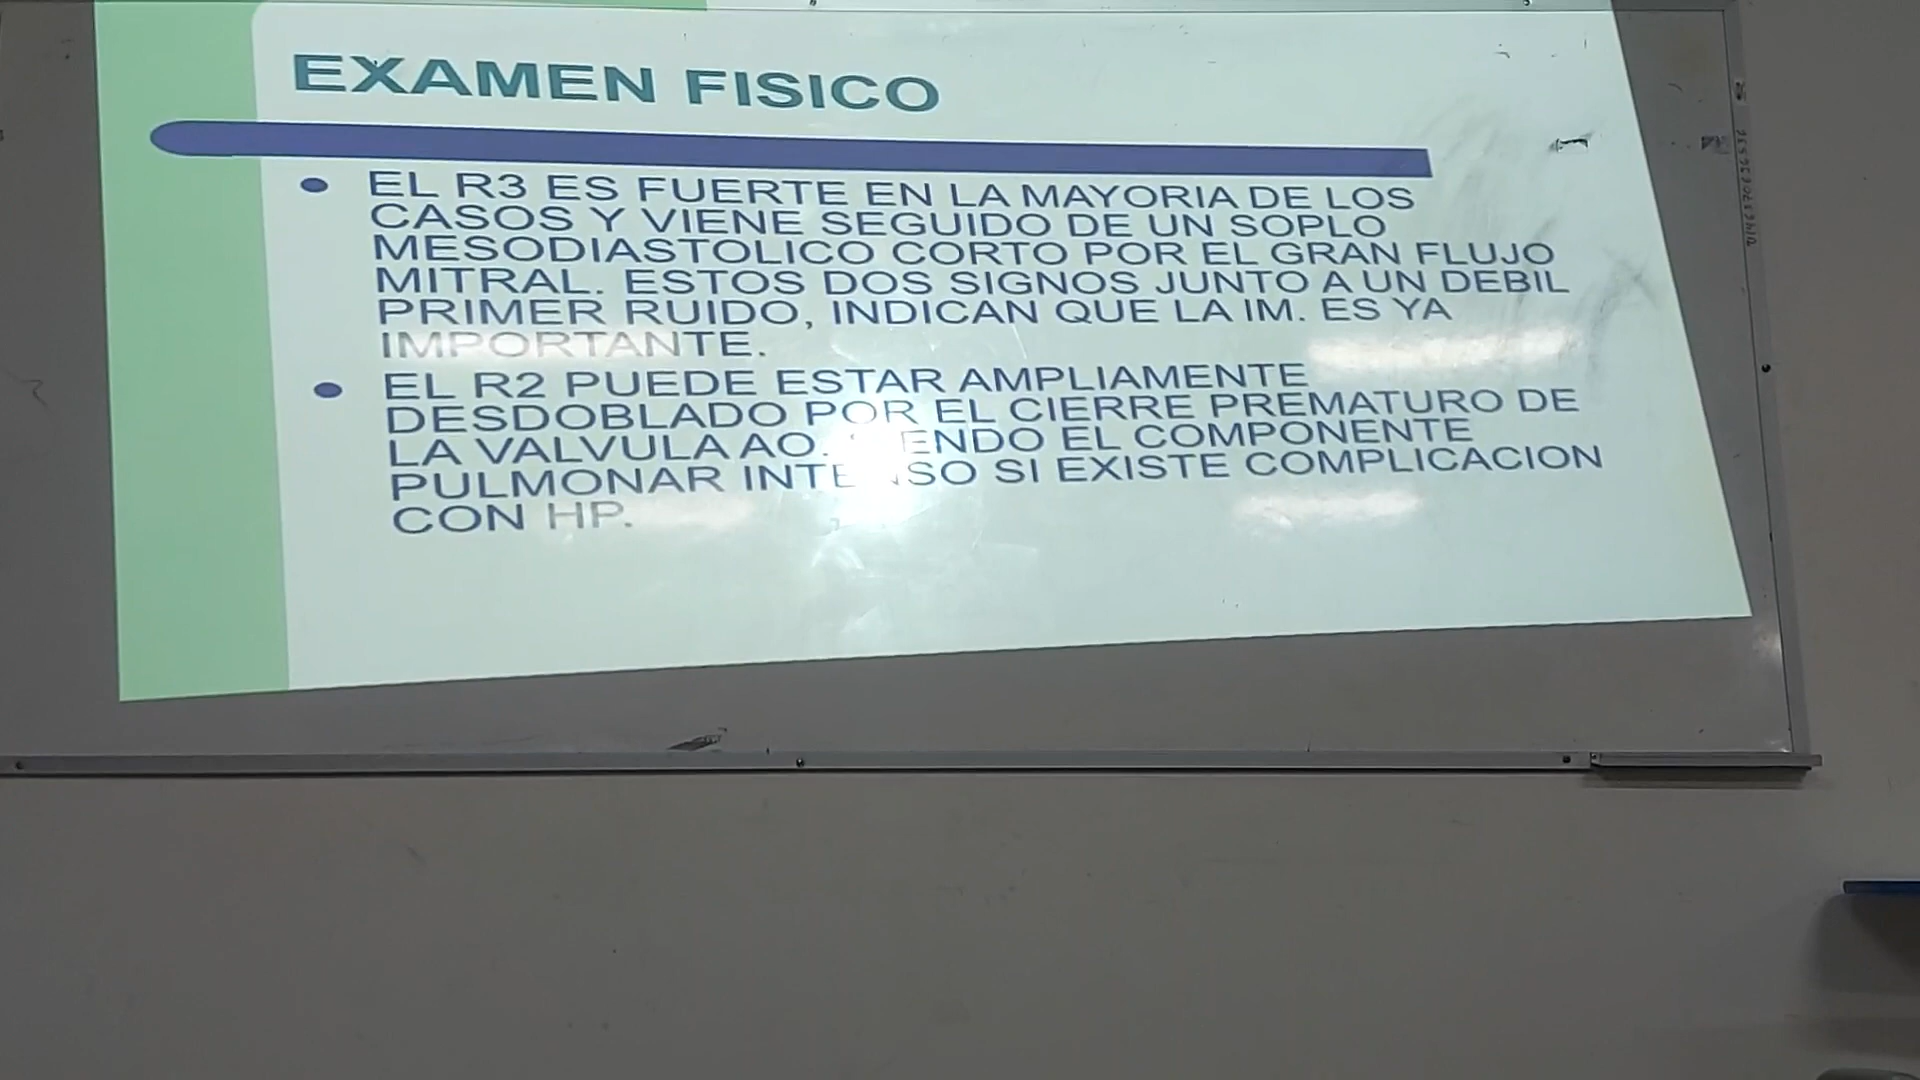 EXAMEN FISICO
EL R3 ES FUERTE EN LA MAYORIA DE LOS
CASOS Y VIENE SEGUIDO DE UN SOPLO
MESODIASTOLICO CORTO POR EL GRAN FLUJO
MITRAL. ESTOS DOS SIGNOS JUNTO A UN DEBIL
PRIMER RUIDO, INDICAN QUE LA IM. ES YA
IMPORTANTE.
EL R2 PUEDE ESTAR AMPLIAMENTE
DESDOBLADO POR EL CIERRE PREMATURO DE
LA VALVULA AO. EL COMPONENTE
PULMONAR INTENSO SI EXISTE COMPLICACION
CON HP.